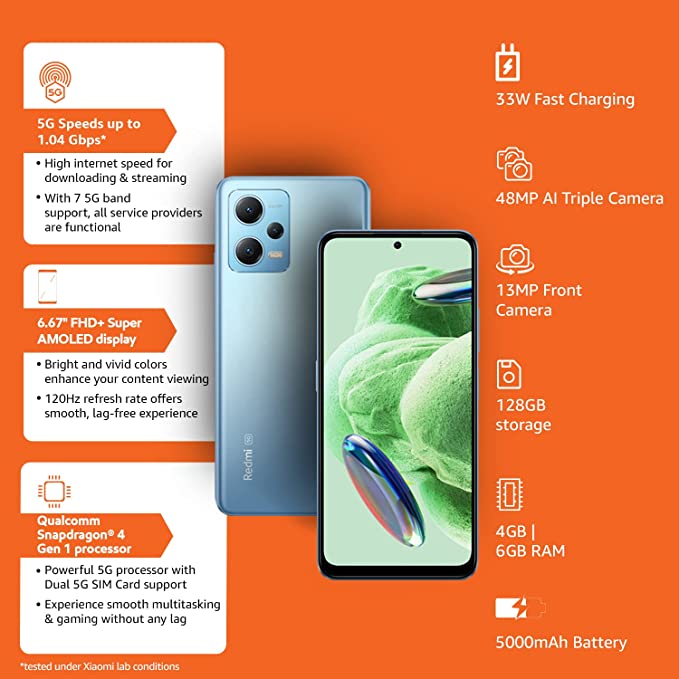 5G
5G Speeds up to
1.04 Gbps*
• High internet speed for
downloading & streaming
• With 7 5G band
support, all service providers
are functional
6.67" FHD+ Super
AMOLED display
• Bright and vivid colors
enhance your content viewing
• 120Hz refresh rate offers
smooth, lag-free experience
Qualcomm
Snapdragon® 4
Gen 1 processor
• Powerful 5G processor with
Dual 5G SIM Card support
• Experience smooth multitasking
& gaming without any lag
*tested under Xiaomi lab conditions
Redmi 5G
33W Fast Charging
48MP AI Triple Camera
13MP Front
Camera
128GB
storage
4GB |
6GB RAM
5000mAh Battery